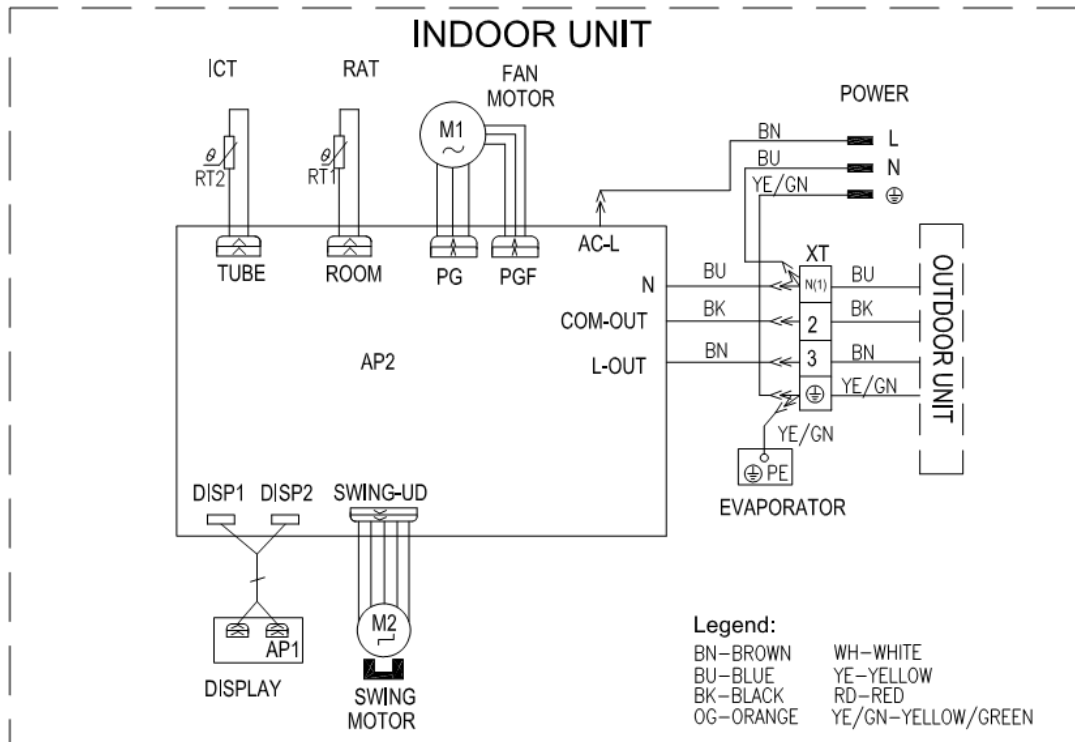 INDOOR UNIT
ICT
RAT
FAN
MOTOR
POWER
M1
BN
L
BU
N
YE/GN
RT2
RT1
AC-L
TUBE
ROOM
PG
PGF
XT
N
BU
N(1)
BU
COM-OUT
BK
2
BK
AP2
L-OUT
BN
3
BN
YE/GN
OUTDOOR UNIT
YE/GN
PE
EVAPORATOR
DISP1
DISP2
SWING-UD
M2
AP1
DISPLAY
SWING
MOTOR
Legend:
BN-BROWN WH-WHITE
BU-BLUE YE-YELLOW
BK-BLACK RD-RED
OG-ORANGE YE/GN-YELLOW/GREEN